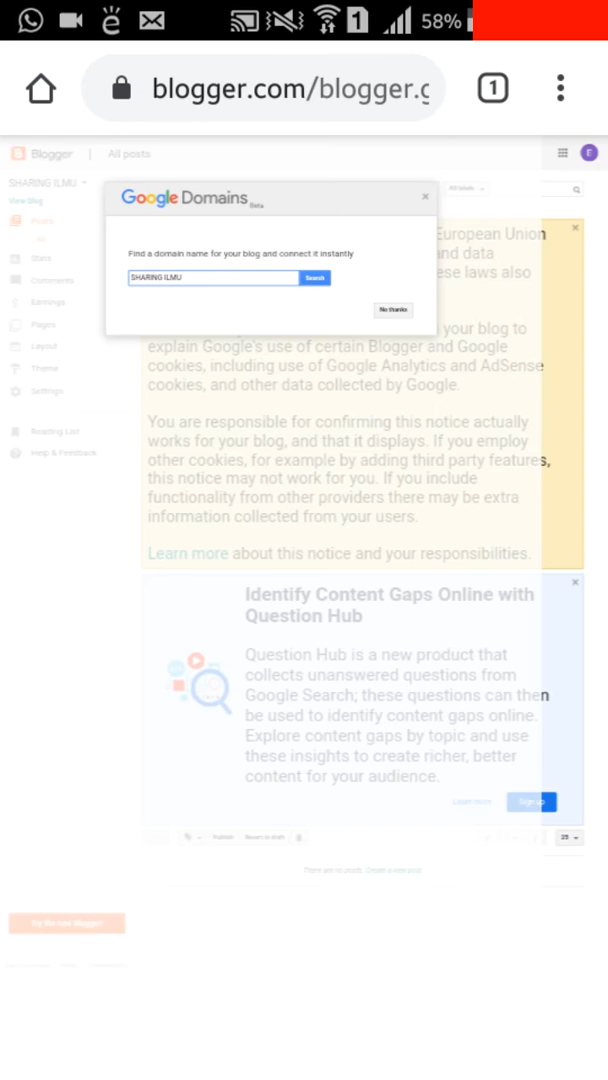 1
58%
blogger.com/blogger.g
1
Blogger | All posts
E
SHARING ILMU
View Blog
Posts
All
Stats
Comments
Earnings
Pages
Layout
Theme
Settings
Reading List
Help & Feedback
Google Domains Beta
Find a domain name for your blog and connect it instantly
SHARING ILMU
Search
No thanks
All labels
European Union
and data
ese laws also
your blog to
explain Google's use of certain Blogger and Google
cookies, including use of Google Analytics and AdSense
cookies, and other data collected by Google.
You are responsible for confirming this notice actually
works for your blog, and that it displays. If you employ
other cookies, for example by adding third party features,
this notice may not work for you. If you include
functionality from other providers there may be extra
information collected from your users.
Learn more about this notice and your responsibilities.
Identify Content Gaps Online with
Question Hub
Question Hub is a new product that
collects unanswered questions from
Google Search; these questions can then
be used to identify content gaps online.
Explore content gaps by topic and use
these insights to create richer, better
content for your audience.
Learn more
Sign up
Publish
Revert to draft
25
There are no posts. Create a new post
Try the new Blogger